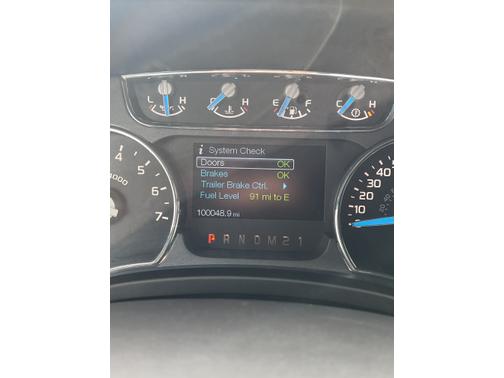 L H C H E F C H
i System Check
Doors OK
Brakes OK
Trailer Brake Ctrl.
Fuel Level 91 mi to E
100048.9 mi
P R N D M 2 1
4
5
6
7
40
30
20
10
0